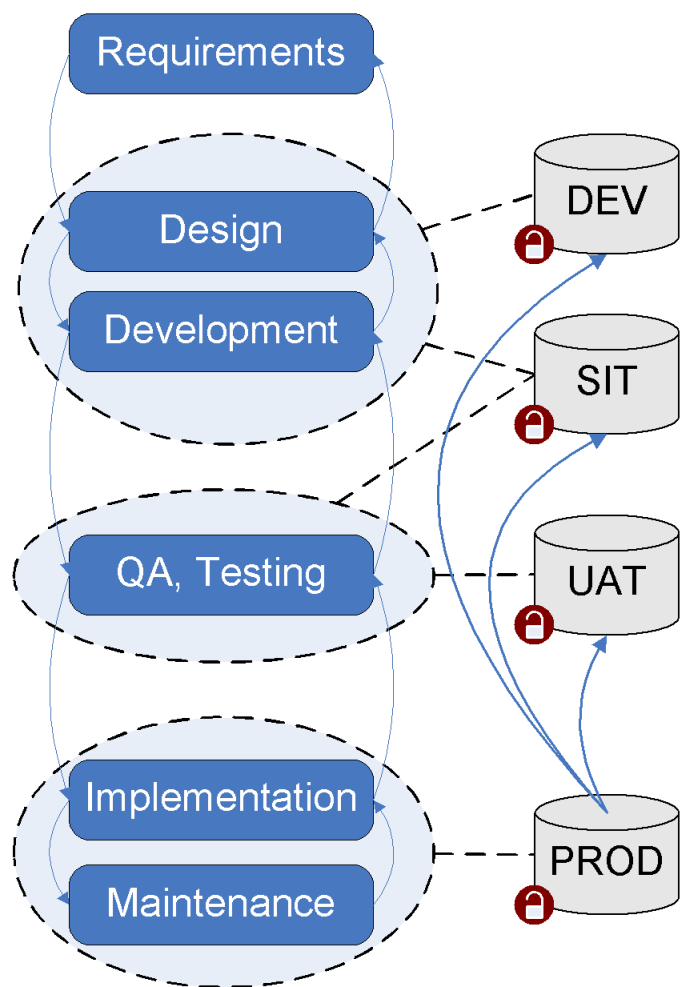 Requirements
Design
Development
QA, Testing
Implementation
Maintenance
DEV
SIT
UAT
PROD